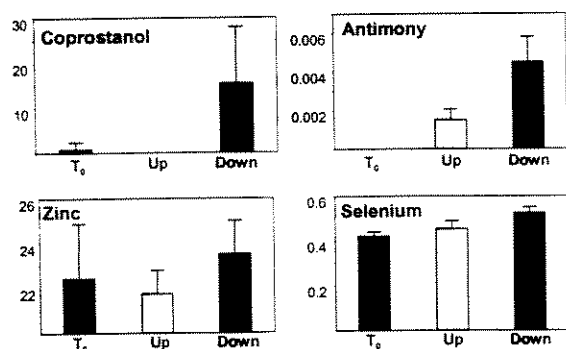 Coprostanol
30
20
10
T₀ Up Down
Antimony
0.006
0.004
0.002
T₀ Up Down
Zinc
26
24
22
T₀ Up Down
Selenium
0.6
0.4
0.2
T₀ Up Down